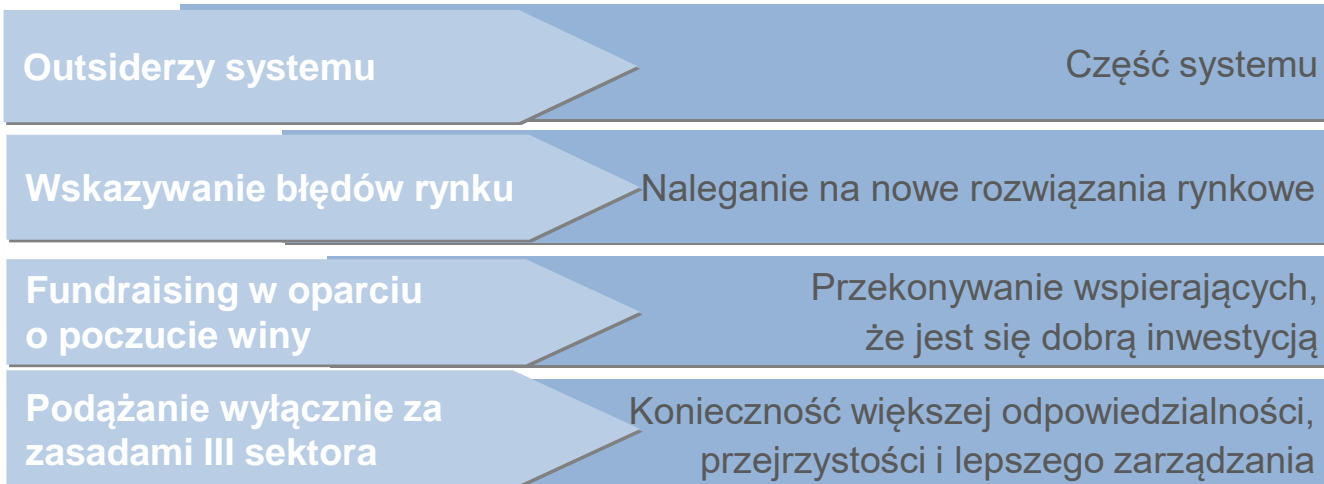 Outsiderzy systemu
Część systemu
Wskazywanie błędów rynku
Naleganie na nowe rozwiązania rynkowe
Fundraising w oparciu
o poczucie winy
Przekonywanie wspierających,
że jest się dobrą inwestycją
Podążanie wyłącznie za
zasadami III sektora
Konieczność większej odpowiedzialności,
przejrzystości i lepszego zarządzania